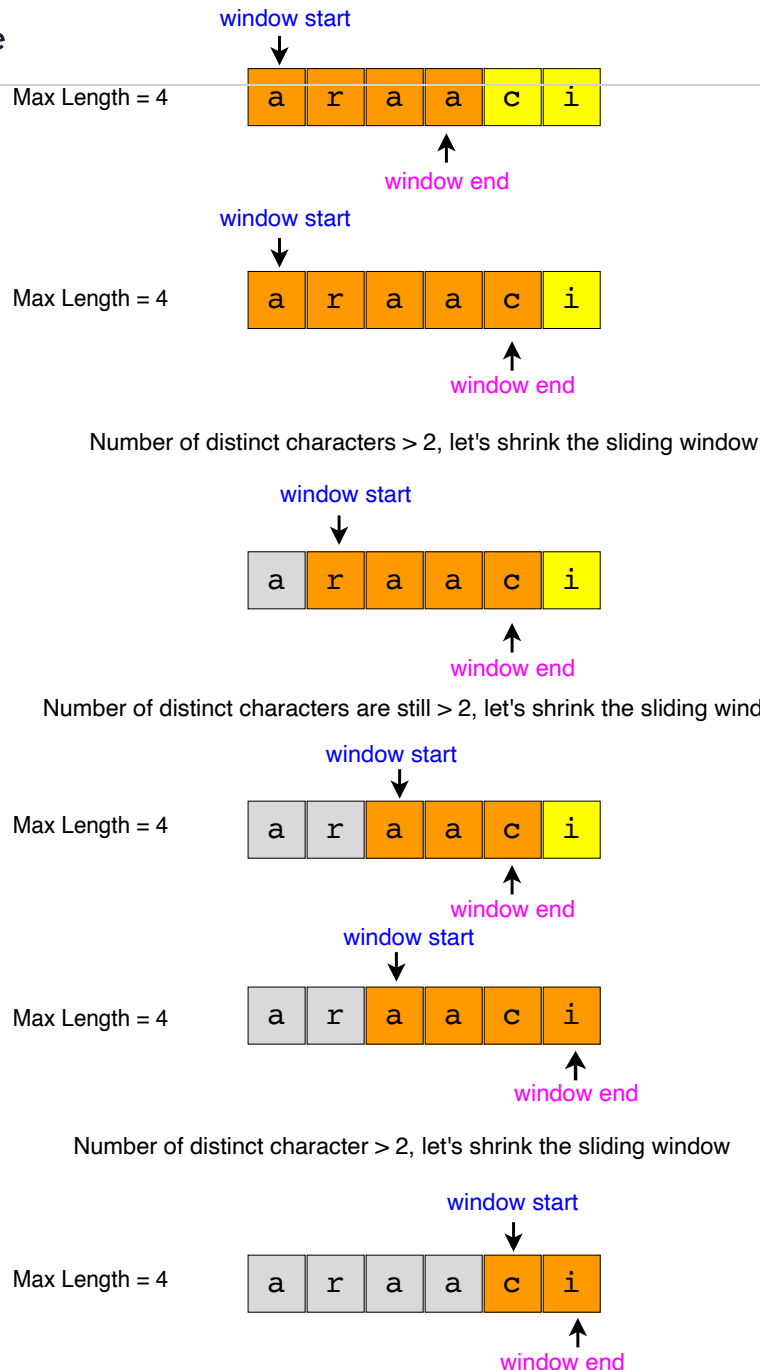 window start
e
Max Length = 4 a r a a c i
window end
window start
Max Length = 4 a r a a c i
window end
Number of distinct characters > 2, let's shrink the sliding window
window start
a r a a c i
window end
Number of distinct characters are still > 2, let's shrink the sliding wind
window start
Max Length = 4 a r a a c i
window end
window start
Max Length = 4 a r a a c i
window end
Number of distinct character > 2, let's shrink the sliding window
window start
Max Length = 4 a r a a c i
window end